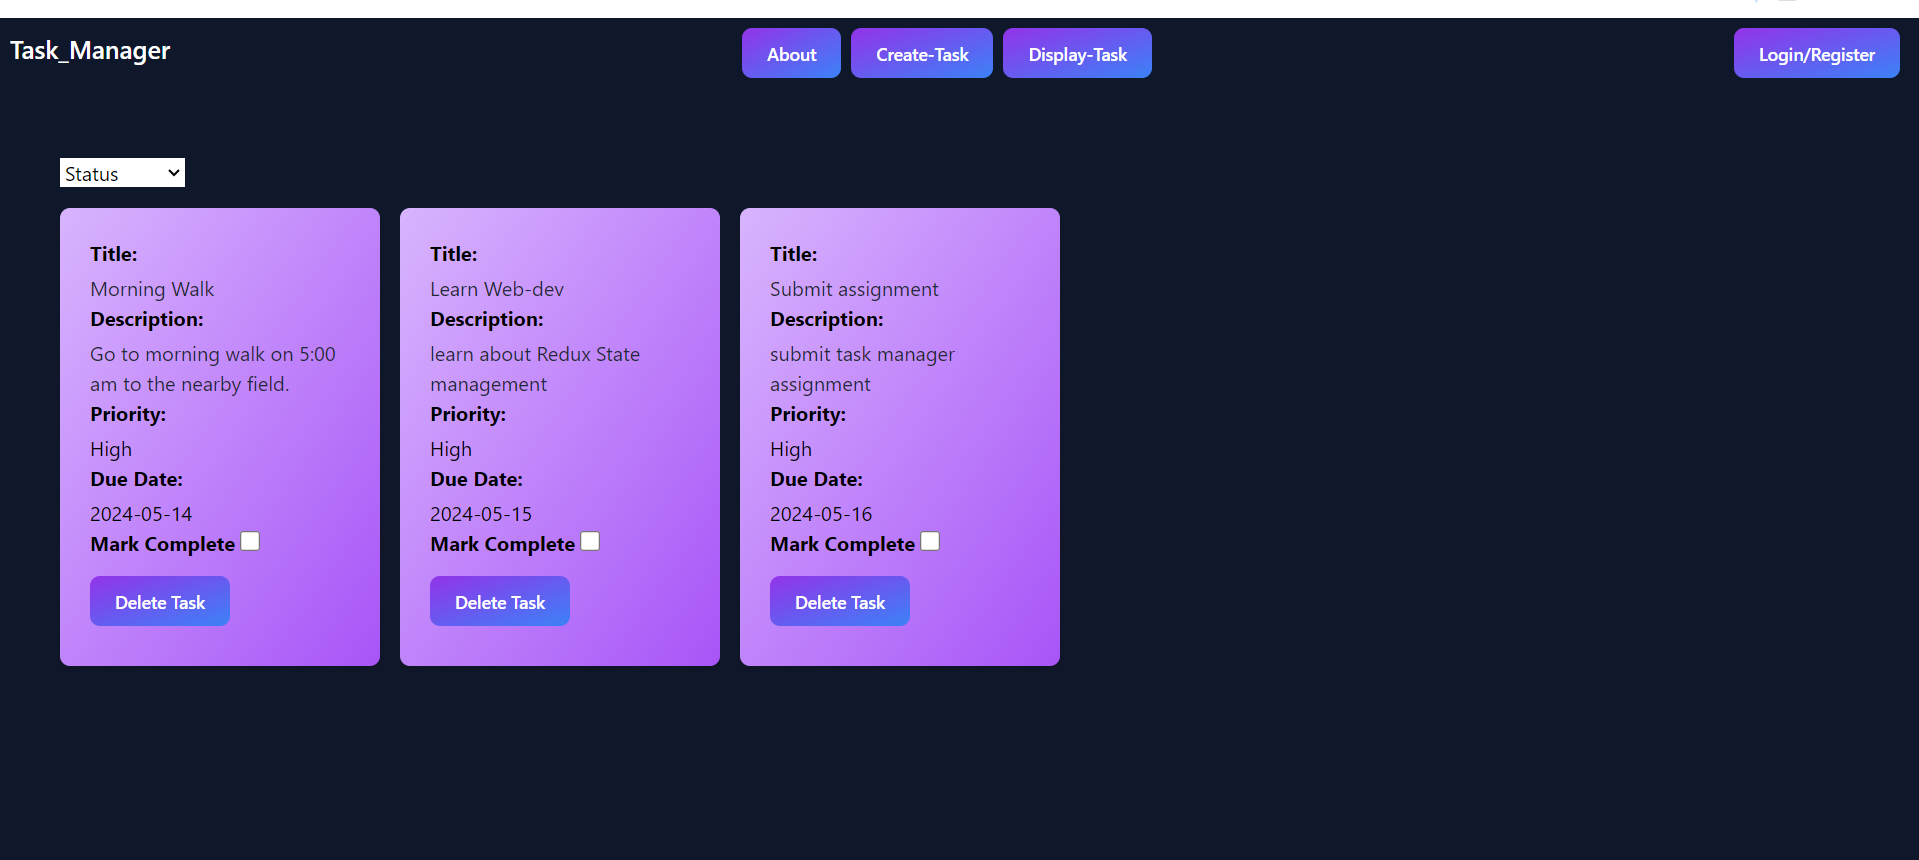 Task_Manager
About
Create-Task
Display-Task
Login/Register
Status
Title:
Morning Walk
Description:
Go to morning walk on 5:00
am to the nearby field.
Priority:
High
Due Date:
2024-05-14
Mark Complete
Delete Task
Title:
Learn Web-dev
Description:
learn about Redux State
management
Priority:
High
Due Date:
2024-05-15
Mark Complete
Delete Task
Title:
Submit assignment
Description:
submit task manager
assignment
Priority:
High
Due Date:
2024-05-16
Mark Complete
Delete Task